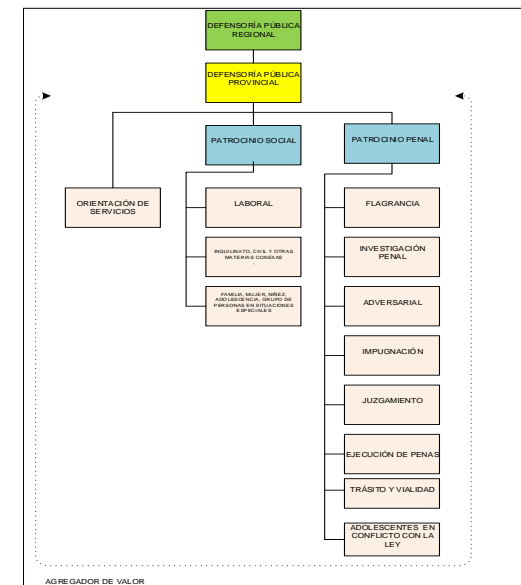 DEFENSORÍA PÚBLICA
REGIONAL
DEFENSORÍA PÚBLICA
PROVINCIAL
PATROCINIO SOCIAL
PATROCINIO PENAL
ORIENTACIÓN DE
SERVICIOS
LABORAL
INQUILINATO, CIVIL Y OTRAS
MATERIAS CONEXAS
.
FAMILIA, MUJER, NIÑEZ,
ADOLESCENCIA, GRUPO DE
PERSONAS EN SITUACIONES
ESPECIALES
FLAGRANCIA
INVESTIGACIÓN
PENAL
ADVERSARIAL
IMPUGNACIÓN
JUZGAMIENTO
EJECUCIÓN DE PENAS
TRÁSITO Y VIALIDAD
ADOLESCENTES EN
CONFLICTO CON LA
LEY
AGREGADOR DE VALOR